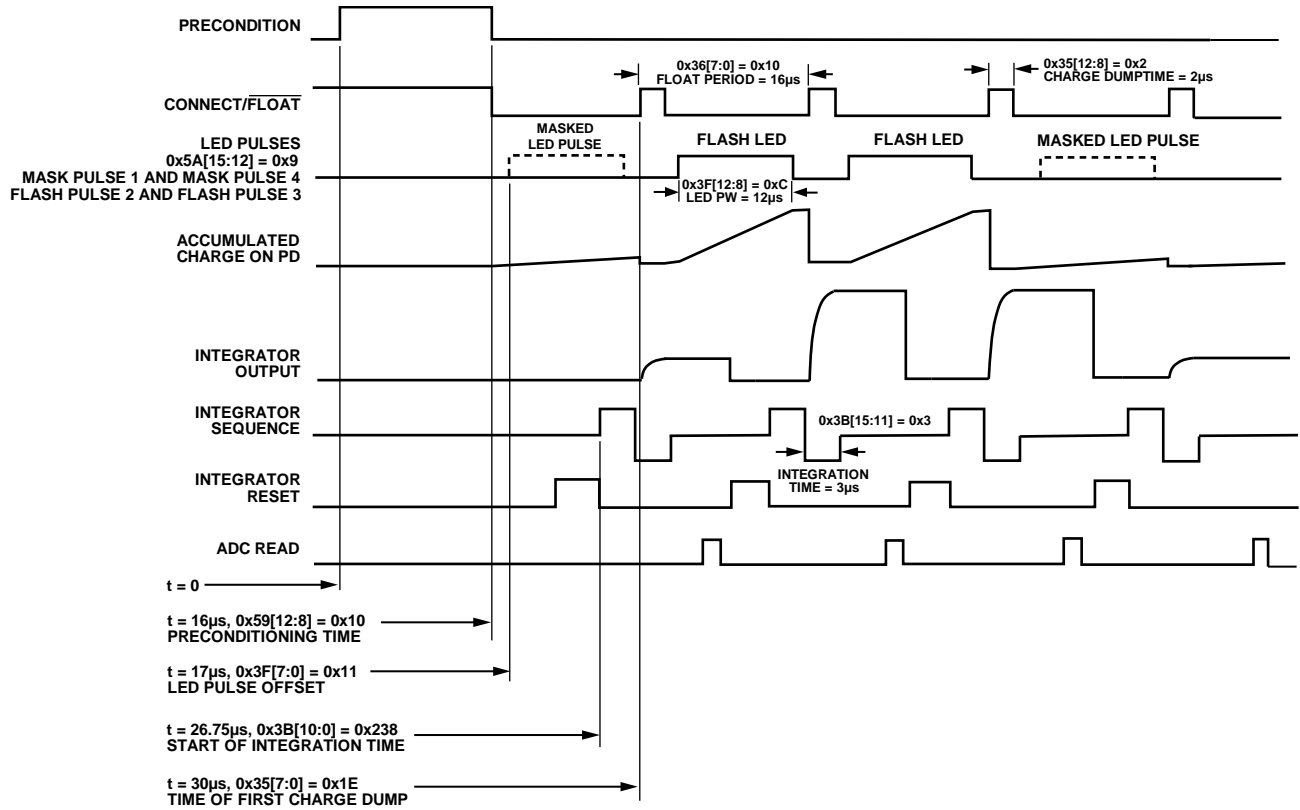 PRECONDITION
0x36[7:0] = 0x10
FLOAT PERIOD = 16µs
0x35[12:8] = 0x2
CHARGE DUMPTIME = 2µs
CONNECT/FLOAT
LED PULSES
0x5A[15:12] = 0x9
MASK PULSE 1 AND MASK PULSE 4
FLASH PULSE 2 AND FLASH PULSE 3
MASKED
LED PULSE
FLASH LED
FLASH LED
MASKED LED PULSE
0x3F[12:8] = 0xC
LED PW = 12µs
ACCUMULATED
CHARGE ON PD
INTEGRATOR
OUTPUT
INTEGRATOR
SEQUENCE
0x3B[15:11] = 0x3
INTEGRATION
TIME = 3µs
INTEGRATOR
RESET
ADC READ
t = 0
t = 16µs, 0x59[12:8] = 0x10
PRECONDITIONING TIME
t = 17µs, 0x3F[7:0] = 0x11
LED PULSE OFFSET
t = 26.75µs, 0x3B[10:0] = 0x238
START OF INTEGRATION TIME
t = 30µs, 0x35[7:0] = 0x1E
TIME OF FIRST CHARGE DUMP